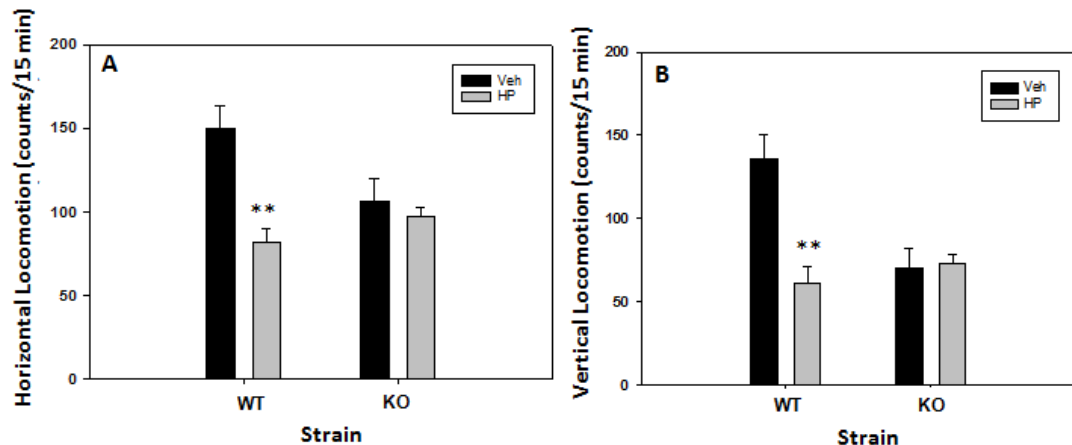 A
Veh
HP
Horizontal Locomotion (counts/15 min)
200
150
100
50
0
**
WT
KO
Strain
B
Veh
HP
Vertical Locomotion (counts/15 min)
200
150
100
50
0
**
WT
KO
Strain